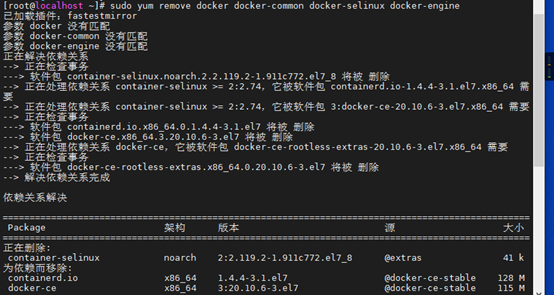 [root@localhost ~]# sudo yum remove docker docker-common docker-selinux docker-engine
已加载插件：fastestmirror
参数 docker 没有匹配
参数 docker-common 没有匹配
参数 docker-engine 没有匹配
正在解决依赖关系
--> 正在检查事务
---> 软件包 container-selinux.noarch.2.2.119.2-1.911c772.el7_8 将被 删除
--> 正在处理依赖关系 container-selinux >= 2:2.74，它被软件包 containerd.io-1.4.4-3.1.el7.x86_64 需
要
--> 正在处理依赖关系 container-selinux >= 2:2.74，它被软件包 3:docker-ce-20.10.6-3.el7.x86_64 需要
--> 正在检查事务
---> 软件包 containerd.io.x86_64.0.1.4.4-3.1.el7 将被 删除
---> 软件包 docker-ce.x86_64.3.20.10.6-3.el7 将被 删除
--> 正在处理依赖关系 docker-ce，它被软件包 docker-ce-rootless-extras-20.10.6-3.el7.x86_64 需要
--> 正在检查事务
---> 软件包 docker-ce-rootless-extras.x86_64.0.20.10.6-3.el7 将被 删除
--> 解决依赖关系完成
依赖关系解决
================================================================================
Package 架构 版本 源 大小
================================================================================
正在删除:
container-selinux noarch 2:2.119.2-1.911c772.el7_8 @extras 41 k
为依赖而移除:
containerd.io x86_64 1.4.4-3.1.el7 @docker-ce-stable 128 M
docker-ce x86_64 3:20.10.6-3.el7 @docker-ce-stable 115 M